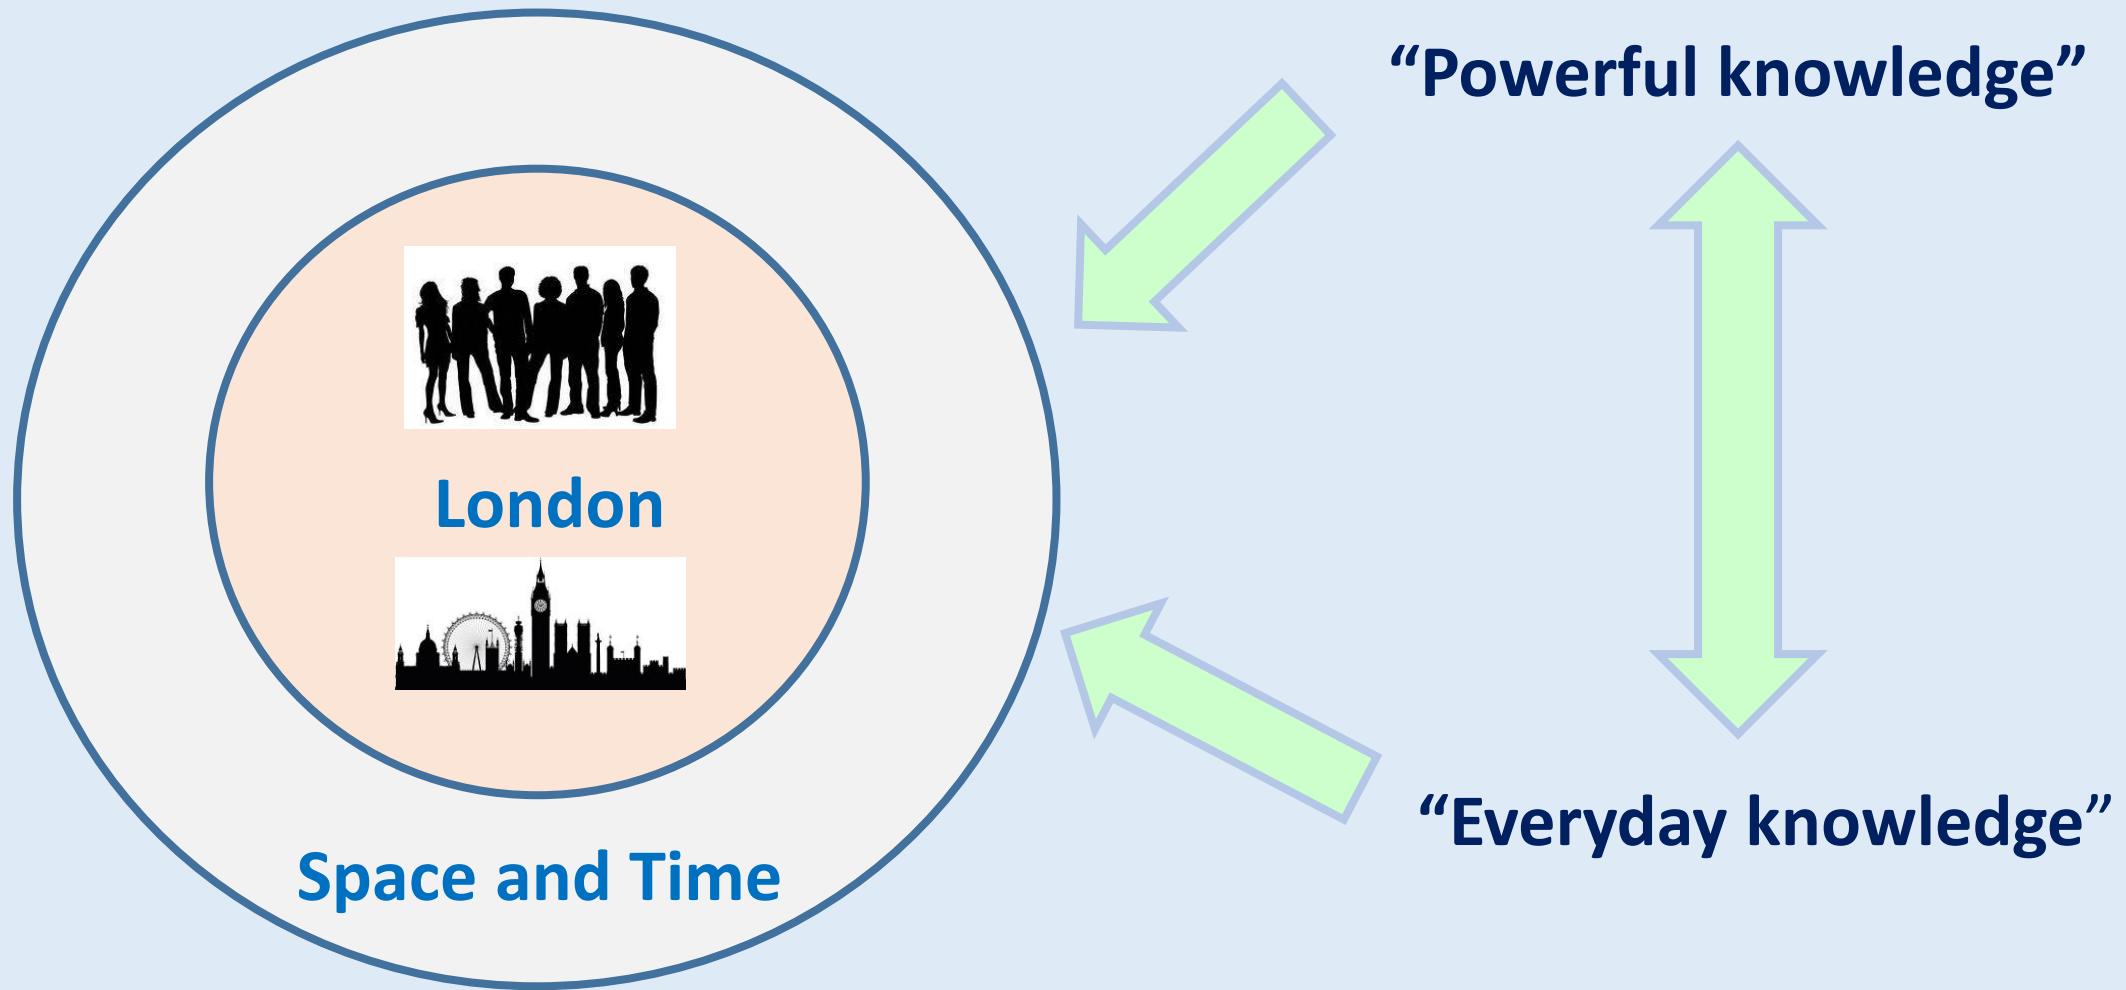 “Powerful knowledge”
London
“Everyday knowledge”
Space and Time